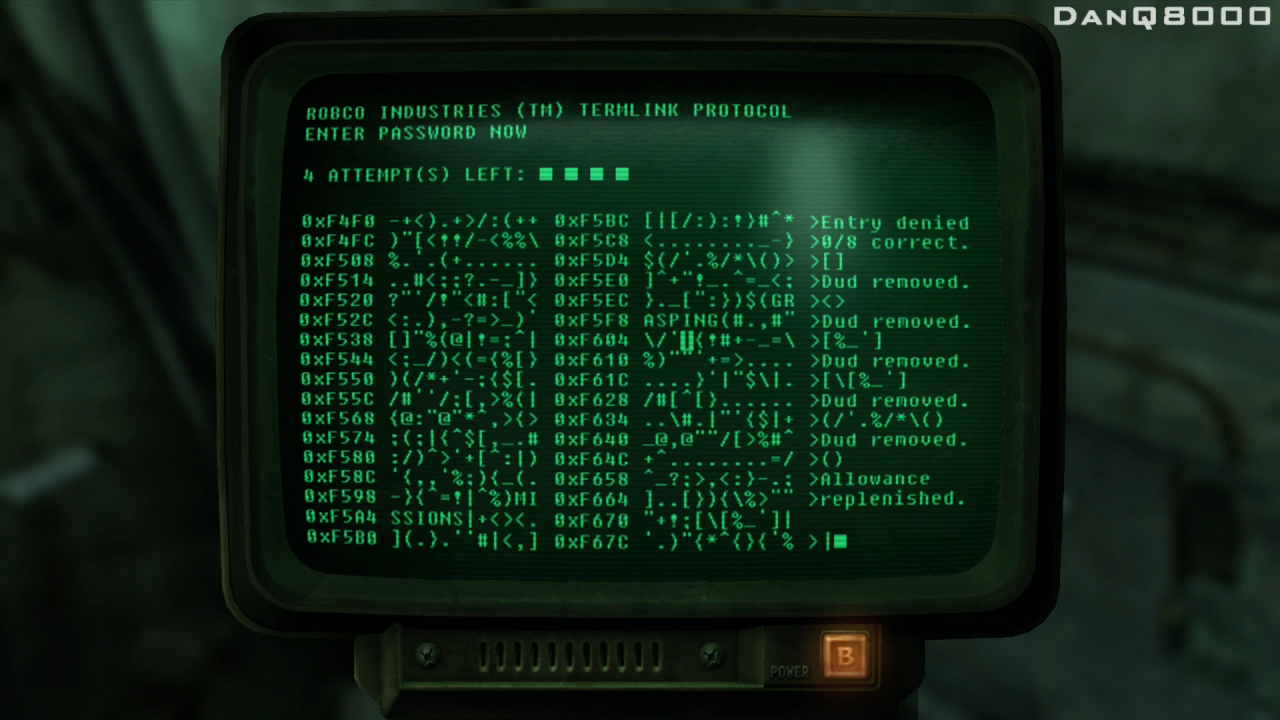 DanQ8000
ROBCO INDUSTRIES (TM) TERMLINK PROTOCOL
ENTER PASSWORD NOW
4 ATTEMPT(S) LEFT: ■ ■ ■ ■
0xF4F0 -+<).+>/:(++ 0xF5BC [|[/:):!}#^* >Entry denied
0xF4FC )"[<!!/-<%%\ 0xF5C8 <........_-} >0/8 correct.
0xF508 %.'.(+...... 0xF5D4 $(/'.%/*\()> >[]
0xF514 ..#<;;?.-_]} 0xF5E0 ]^+"!_.^=_<; >Dud removed.
0xF520 ?"'/!"<#:["< 0xF5EC }._[":})$(GR ><>
0xF52C <:.),-?=>_)' 0xF5F8 ASPING(#.,#" >Dud removed.
0xF538 []"%(@|!=;^| 0xF604 \/'|{!#+-_=\ >[%_']
0xF544 <;_/)<(={%[} 0xF610 %)""'+=>.... >Dud removed.
0xF550 )(/*+'-;{$[. 0xF61C ....}'|"$\|. >[\[%_']
0xF55C /#''/;[,>%(| 0xF628 /#[^[}...... >Dud removed.
0xF568 {@:"@"*^,>{> 0xF634 ..\#.|"'{$|+ >(/'.%/*\()
0xF574 :(;|{^$[,_.# 0xF640 _@,@""/[>%#^ >Dud removed.
0xF580 :/)^>'+[^:|) 0xF64C +^........=/ >()
0xF58C '{,,'%;){_(. 0xF658 ^_?;>,<:}-.; >Allowance
0xF598 -}{^=!|^%)MI 0xF664 ]..[}){\%>"" >replenished.
0xF5A4 SSIONS|+<><. 0xF670 "+!;[\[%_']|
0xF5B0 ](.}.''#|<,] 0xF67C '.)"{*^{}{'% >|■
POWER
B